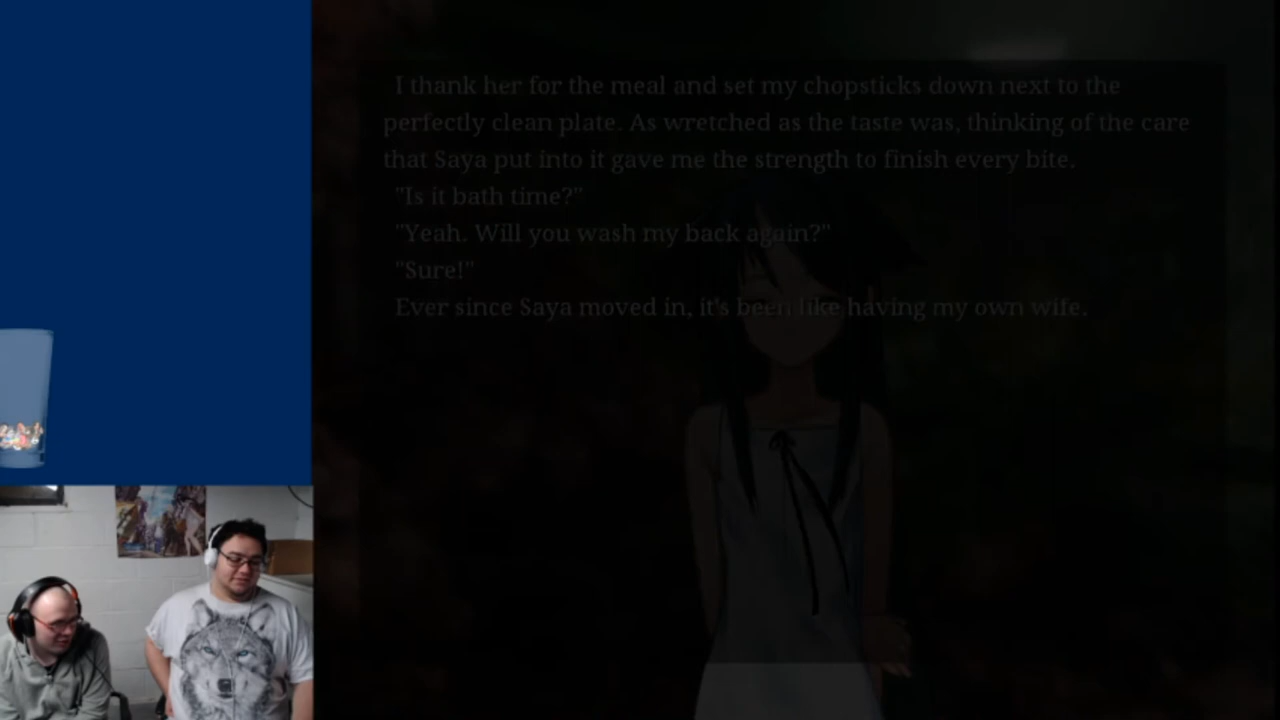 I thank her for the meal and set my chopsticks down next to the
perfectly clean plate. As wretched as the taste was, thinking of the care
that Saya put into it gave me the strength to finish every bite.
"Is it bath time?"
"Yeah. Will you wash my back again?"
"Sure!"
Ever since Saya moved in, it's been like having my own wife.